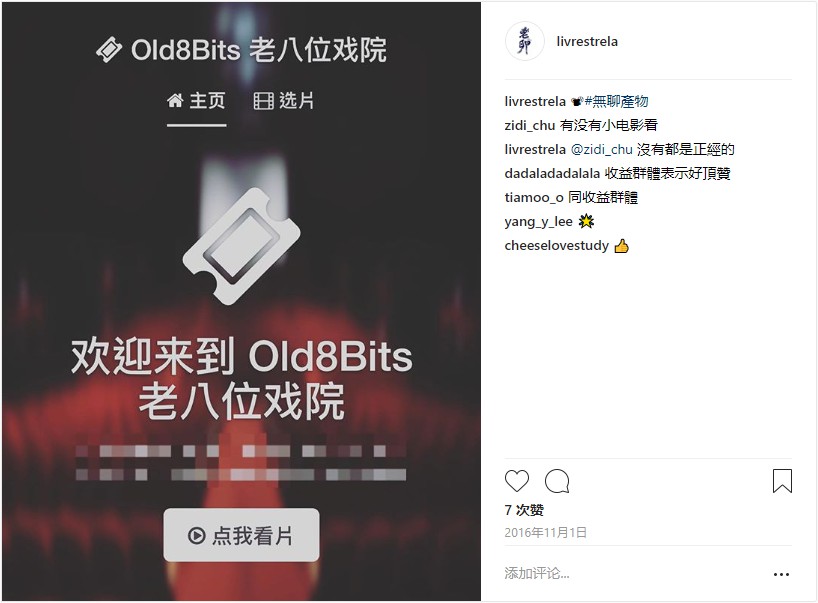 Old8Bits 老八位戏院
主页 选片
欢迎来到 Old8Bits
老八位戏院
点我看片
老卯
livrestrela
livrestrela #無聊產物
zidi_chu 有没有小电影看
livrestrela @zidi_chu 沒有都是正經的
dadaladadalala 收益群體表示好頂贊
tiamoo_o 同收益群體
yang_y_lee
cheeselovestudy
7 次赞
2016年11月1日
添加评论...